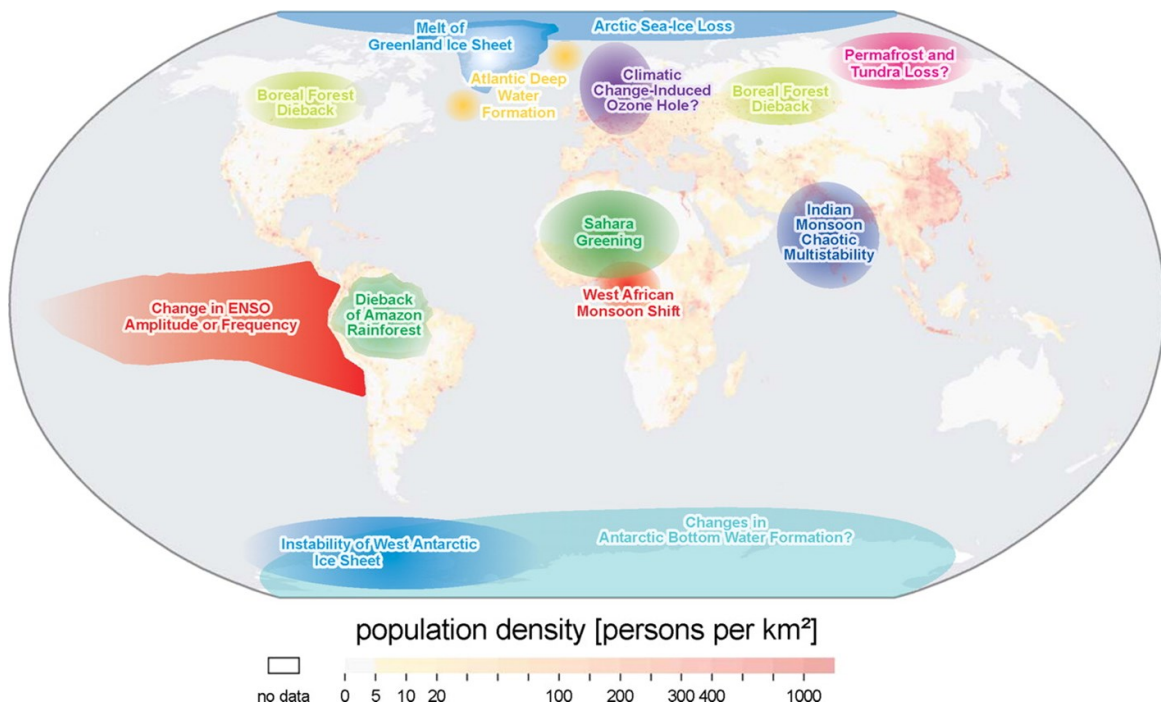 Melt of
Greenland Ice Sheet
Arctic Sea-Ice Loss
Atlantic Deep
Water
Formation
Climatic
Change-Induced
Ozone Hole?
Permafrost and
Tundra Loss?
Boreal Forest
Dieback
Boreal Forest
Dieback
Sahara
Greening
Indian
Monsoon
Chaotic
Multistability
West African
Monsoon Shift
Change in ENSO
Amplitude or Frequency
Dieback
of Amazon
Rainforest
Instability of West Antarctic
Ice Sheet
Changes in
Antarctic Bottom Water Formation?
population density [persons per km²]
no data
0 5 10 20 100 200 300 400 1000